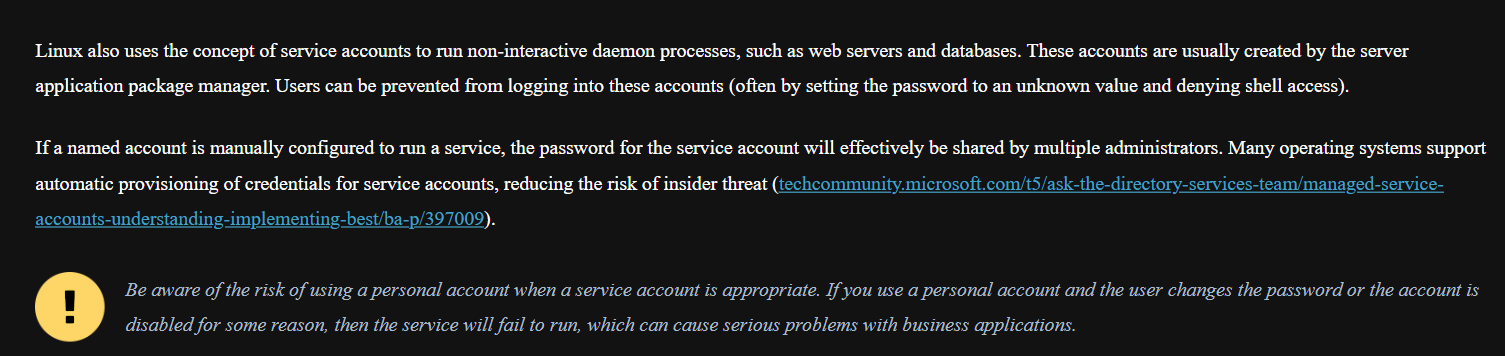 Linux also uses the concept of service accounts to run non-interactive daemon processes, such as web servers and databases. These accounts are usually created by the server
application package manager. Users can be prevented from logging into these accounts (often by setting the password to an unknown value and denying shell access).
If a named account is manually configured to run a service, the password for the service account will effectively be shared by multiple administrators. Many operating systems support
automatic provisioning of credentials for service accounts, reducing the risk of insider threat (techcommunity.microsoft.com/t5/ask-the-directory-services-team/managed-service-
accounts-understanding-implementing-best/ba-p/397009).
!
Be aware of the risk of using a personal account when a service account is appropriate. If you use a personal account and the user changes the password or the account is
disabled for some reason, then the service will fail to run, which can cause serious problems with business applications.